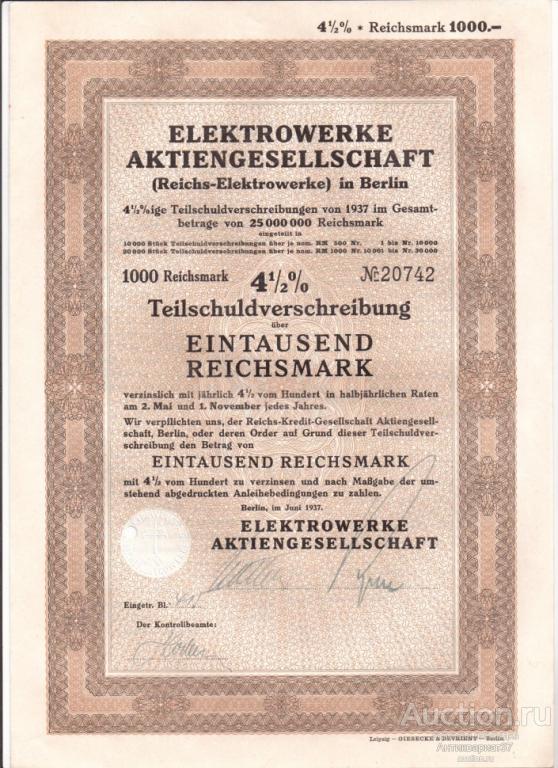 4½% * Reichsmark 1000.—
ELEKTROWERKE
AKTIENGESELLSCHAFT
(Reichs-Elektrowerke) in Berlin
4½%ige Teilschuldverschreibungen von 1937 im Gesamt-
betrage von 25 000 000 Reichsmark
eingeteilt in
10 000 Stück Teilschuldverschreibungen über je nom. RM 500 Nr. 1 bis Nr. 10 000
20 000 Stück Teilschuldverschreibungen über je nom. RM 1000 Nr. 10 001 bis Nr. 30 000
1000 Reichsmark 4½% № 20742
Teilschuldverschreibung
über
EINTAUSEND
REICHSMARK
verzinslich mit jährlich 4½ vom Hundert in halbjährlichen Raten
am 2. Mai und 1. November jedes Jahres.
Wir verpflichten uns, der Reichs-Kredit-Gesellschaft Aktiengesell-
schaft, Berlin, oder deren Order auf Grund dieser Teilschuldver-
schreibung den Betrag von
EINTAUSEND REICHSMARK
mit 4½ vom Hundert zu verzinsen und nach Maßgabe der um-
stehend abgedruckten Anleihebedingungen zu zahlen.
Berlin, im Juni 1937.
ELEKTROWERKE
AKTIENGESELLSCHAFT
Eingetr. Bl.
Der Kontrollbeamte:
Leipzig – GIESECKE & DEVRIENT – Berlin
Auction.ru
Антиквариат37
auction.ru